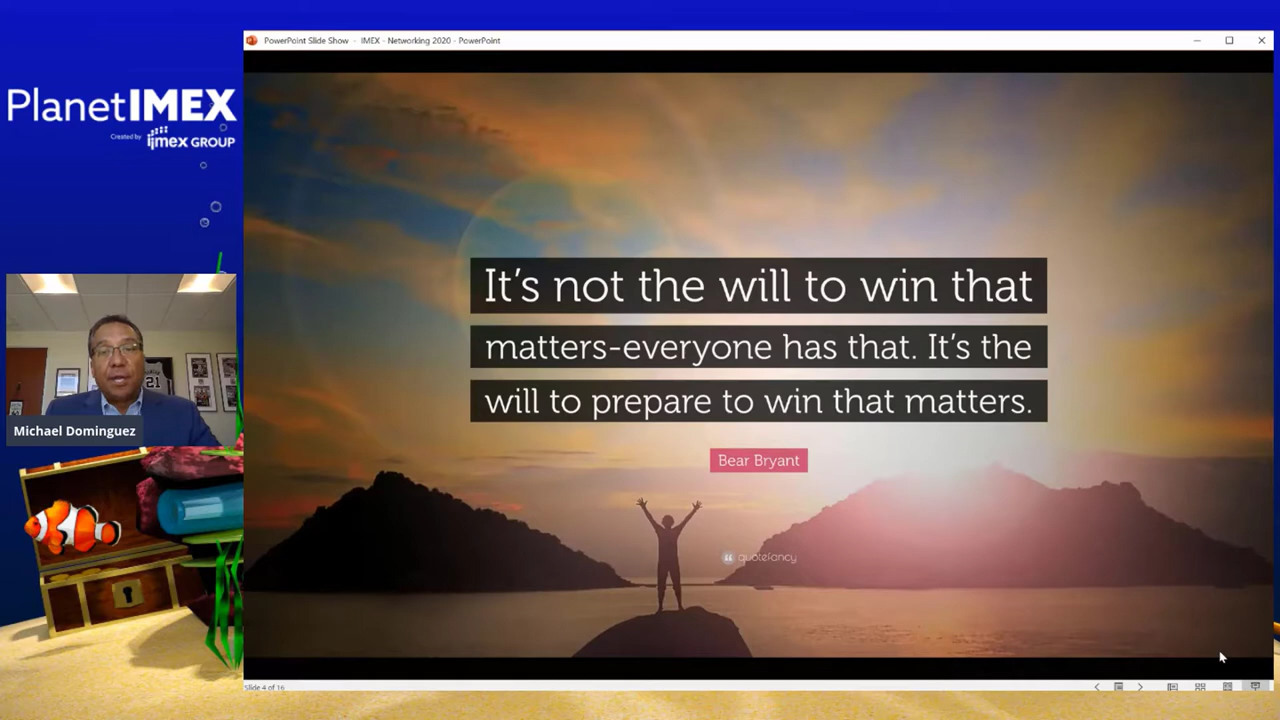 PowerPoint Slide Show - IMEX - Networking 2020 - PowerPoint
PlanetIMEX
Created by imex GROUP
It's not the will to win that
matters-everyone has that. It's the
will to prepare to win that matters.
Bear Bryant
quotefancy
21
Michael Dominguez
Slide 4 of 16